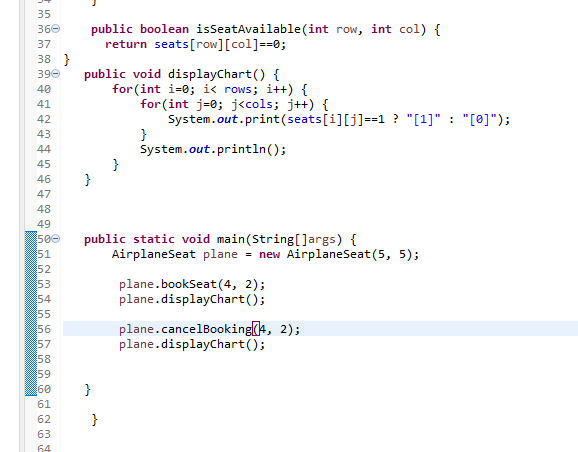 34 }
35
36 public boolean isSeatAvailable(int row, int col) {
37 return seats[row][col]==0;
38 }
39 public void displayChart() {
40 for(int i=0; i< rows; i++) {
41 for(int j=0; j<cols; j++) {
42 System.out.print(seats[i][j]==1 ? "[1]" : "[0]");
43 }
44 System.out.println();
45 }
46 }
47
48
49
50 public static void main(String[]args) {
51 AirplaneSeat plane = new AirplaneSeat(5, 5);
52
53 plane.bookSeat(4, 2);
54 plane.displayChart();
55
56 plane.cancelBooking(4, 2);
57 plane.displayChart();
58
59
60 }
61
62 }
63
64